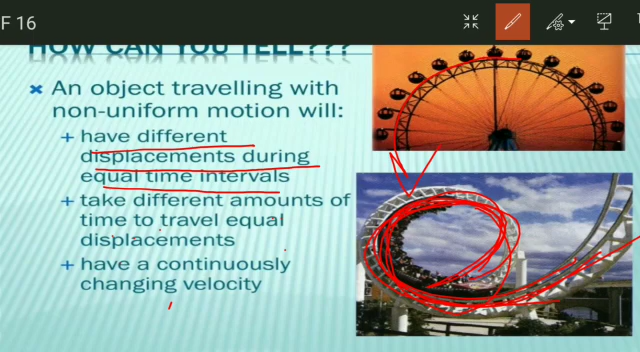 F 16
HOW CAN YOU TELL???
An object travelling with
non-uniform motion will:
+ have different
displacements during
equal time intervals
+ take different amounts of
time to travel equal
displacements
+ have a continuously
changing velocity